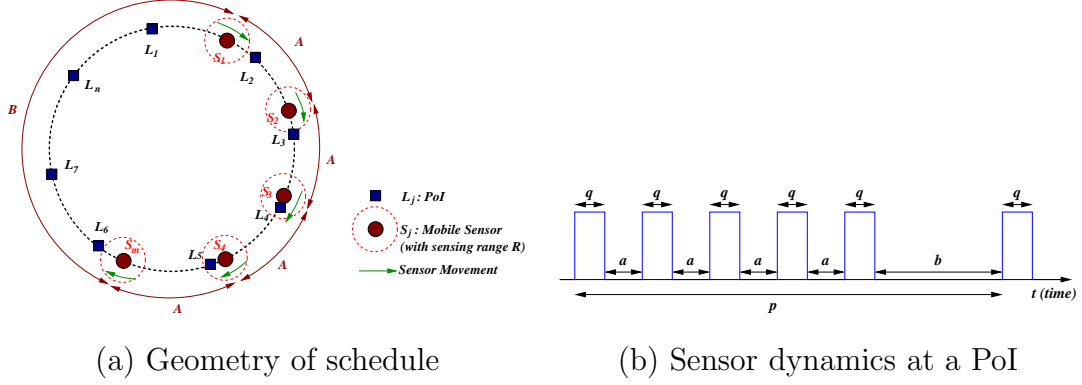 A
L₁
S₁
A
L₂
Lₙ
B
S₂
L₃
A
L₇
S₃
L₄
L₆
Sₘ
S₄
L₅
A
A
Lⱼ : PoI
Sⱼ : Mobile Sensor
(with sensing range R)
Sensor Movement
q q q q q q
a a a a b
p
t (time)
(a) Geometry of schedule
(b) Sensor dynamics at a PoI